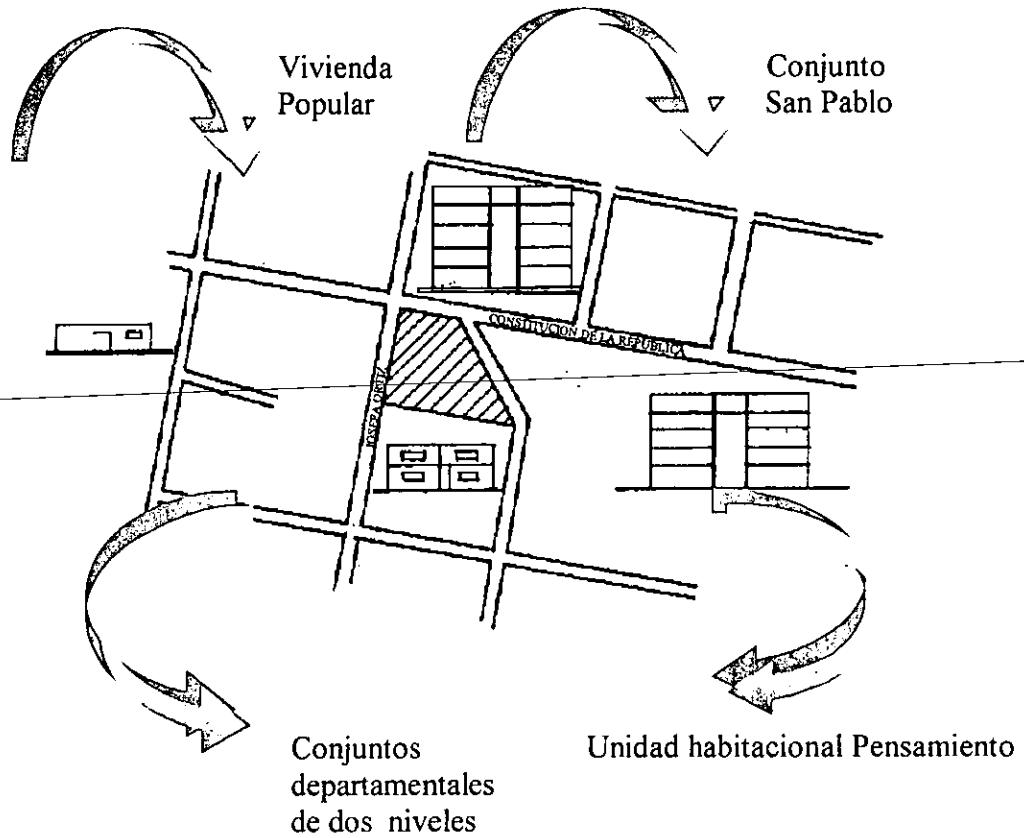 Vivienda
Popular
Conjunto
San Pablo
CONSTITUCION DE LA REPUBLICA
JOSEFA ORTIZ
Conjuntos
departamentales
de dos niveles
Unidad habitacional Pensamiento